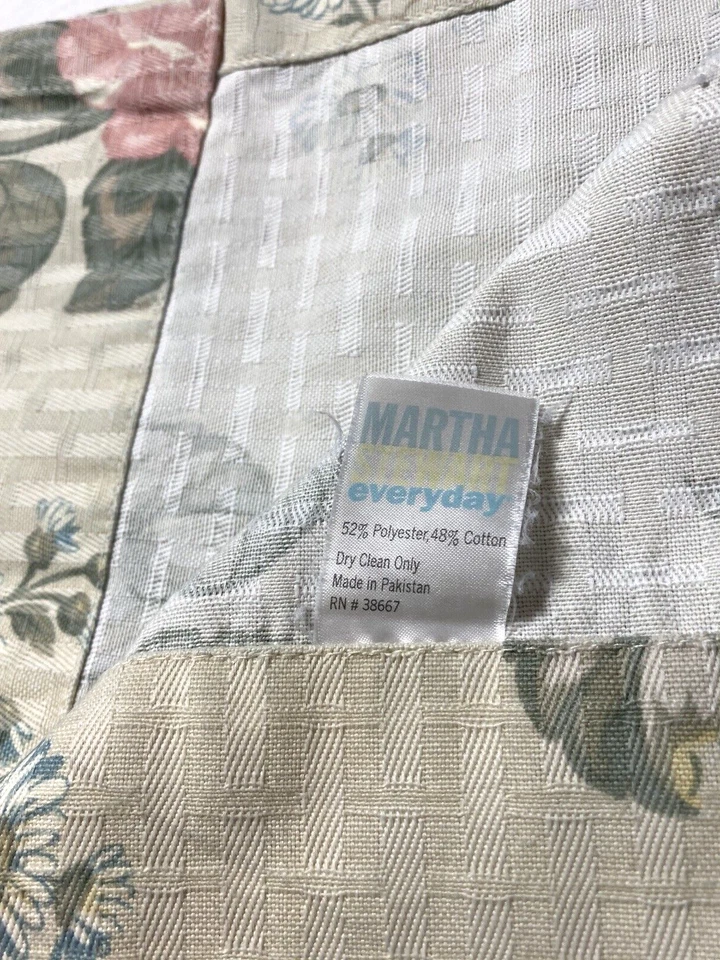 MARTHA
STEWART
everyday
52% Polyester, 48% Cotton
Dry Clean Only
Made in Pakistan
RN # 38667